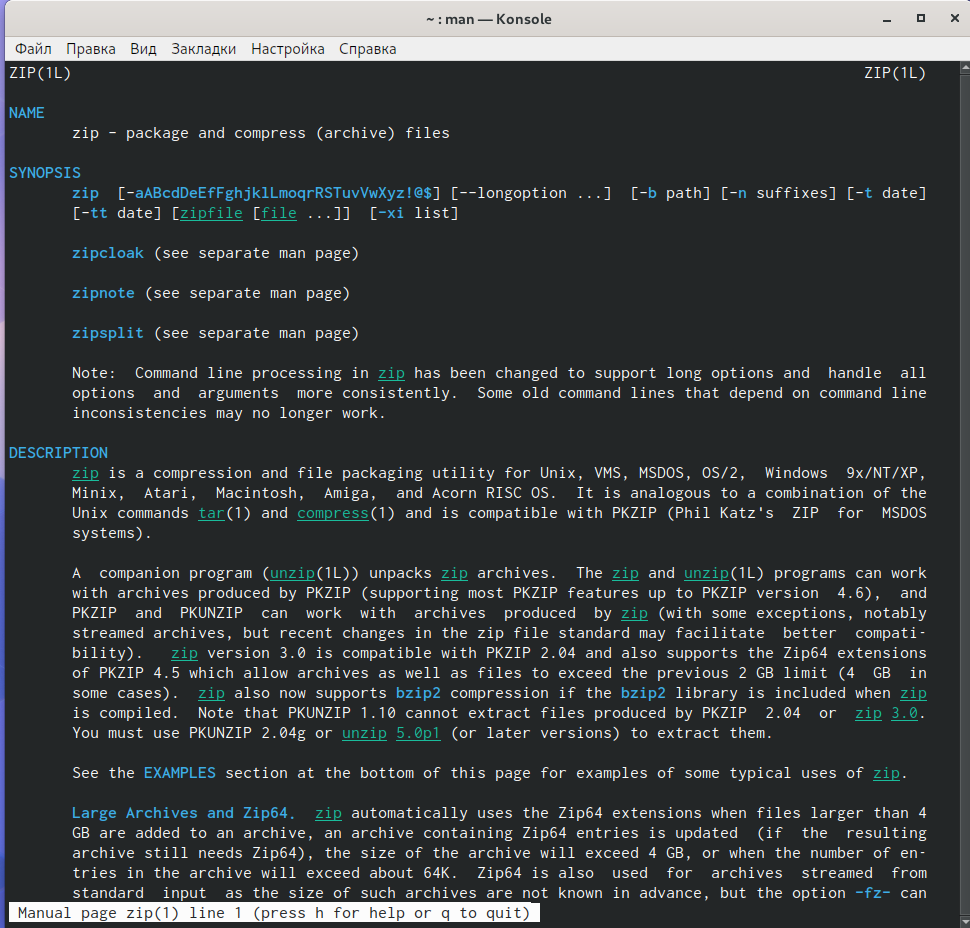 ~ : man — Konsole
Файл Правка Вид Закладки Настройка Справка
ZIP(1L) ZIP(1L)
NAME
zip - package and compress (archive) files
SYNOPSIS
zip [-aABcdDeEfFghjklLmoqrRSTuvVwXyz!@$] [--longoption ...] [-b path] [-n suffixes] [-t date]
[-tt date] [zipfile [file ...]] [-xi list]
zipcloak (see separate man page)
zipnote (see separate man page)
zipsplit (see separate man page)
Note: Command line processing in zip has been changed to support long options and handle all
options and arguments more consistently. Some old command lines that depend on command line
inconsistencies may no longer work.
DESCRIPTION
zip is a compression and file packaging utility for Unix, VMS, MSDOS, OS/2, Windows 9x/NT/XP,
Minix, Atari, Macintosh, Amiga, and Acorn RISC OS. It is analogous to a combination of the
Unix commands tar(1) and compress(1) and is compatible with PKZIP (Phil Katz's ZIP for MSDOS
systems).
A companion program (unzip(1L)) unpacks zip archives. The zip and unzip(1L) programs can work
with archives produced by PKZIP (supporting most PKZIP features up to PKZIP version 4.6), and
PKZIP and PKUNZIP can work with archives produced by zip (with some exceptions, notably
streamed archives, but recent changes in the zip file standard may facilitate better compati-
bility). zip version 3.0 is compatible with PKZIP 2.04 and also supports the Zip64 extensions
of PKZIP 4.5 which allow archives as well as files to exceed the previous 2 GB limit (4 GB in
some cases). zip also now supports bzip2 compression if the bzip2 library is included when zip
is compiled. Note that PKUNZIP 1.10 cannot extract files produced by PKZIP 2.04 or zip 3.0.
You must use PKUNZIP 2.04g or unzip 5.0p1 (or later versions) to extract them.
See the EXAMPLES section at the bottom of this page for examples of some typical uses of zip.
Large Archives and Zip64. zip automatically uses the Zip64 extensions when files larger than 4
GB are added to an archive, an archive containing Zip64 entries is updated (if the resulting
archive still needs Zip64), the size of the archive will exceed 4 GB, or when the number of en-
tries in the archive will exceed about 64K. Zip64 is also used for archives streamed from
standard input as the size of such archives are not known in advance, but the option -fz- can
Manual page zip(1) line 1 (press h for help or q to quit)